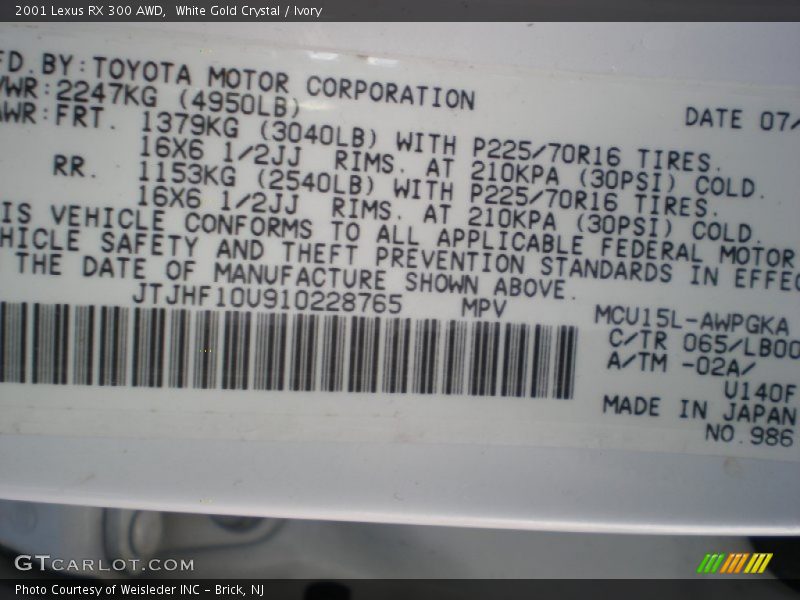 2001 Lexus RX 300 AWD, White Gold Crystal / Ivory
FD.BY:TOYOTA MOTOR CORPORATION DATE 07/
VWR:2247KG (4950LB)
AWR:FRT. 1379KG (3040LB) WITH P225/70R16 TIRES.
16X6 1/2JJ RIMS. AT 210KPA (30PSI) COLD.
RR. 1153KG (2540LB) WITH P225/70R16 TIRES.
16X6 1/2JJ RIMS. AT 210KPA (30PSI) COLD.
IS VEHICLE CONFORMS TO ALL APPLICABLE FEDERAL MOTOR
HICLE SAFETY AND THEFT PREVENTION STANDARDS IN EFFEC
THE DATE OF MANUFACTURE SHOWN ABOVE.
JTJHF10U910228765 MPV
MCU15L-AWPGKA
C/TR 065/LB00
A/TM -02A/
U140F
MADE IN JAPAN
NO.986
GTCARLOT.COM
Photo Courtesy of Weisleder INC – Brick, NJ